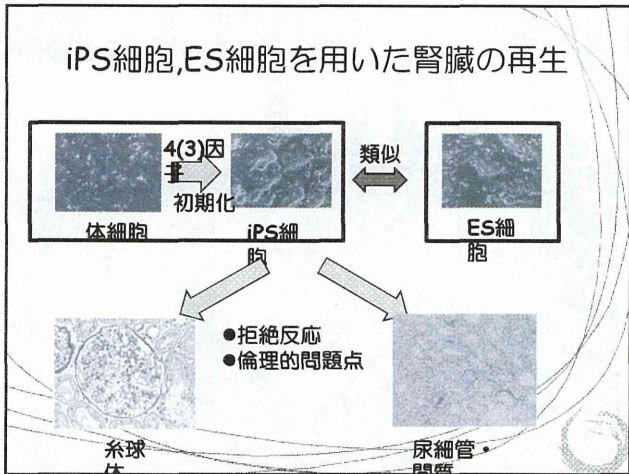 iPS細胞,ES細胞を用いた腎臓の再生
4(3)因
子
初期化
類似
体細胞
iPS細
胞
ES細
胞
●拒絶反応
●倫理的問題点
糸球
体
尿細管・
間質